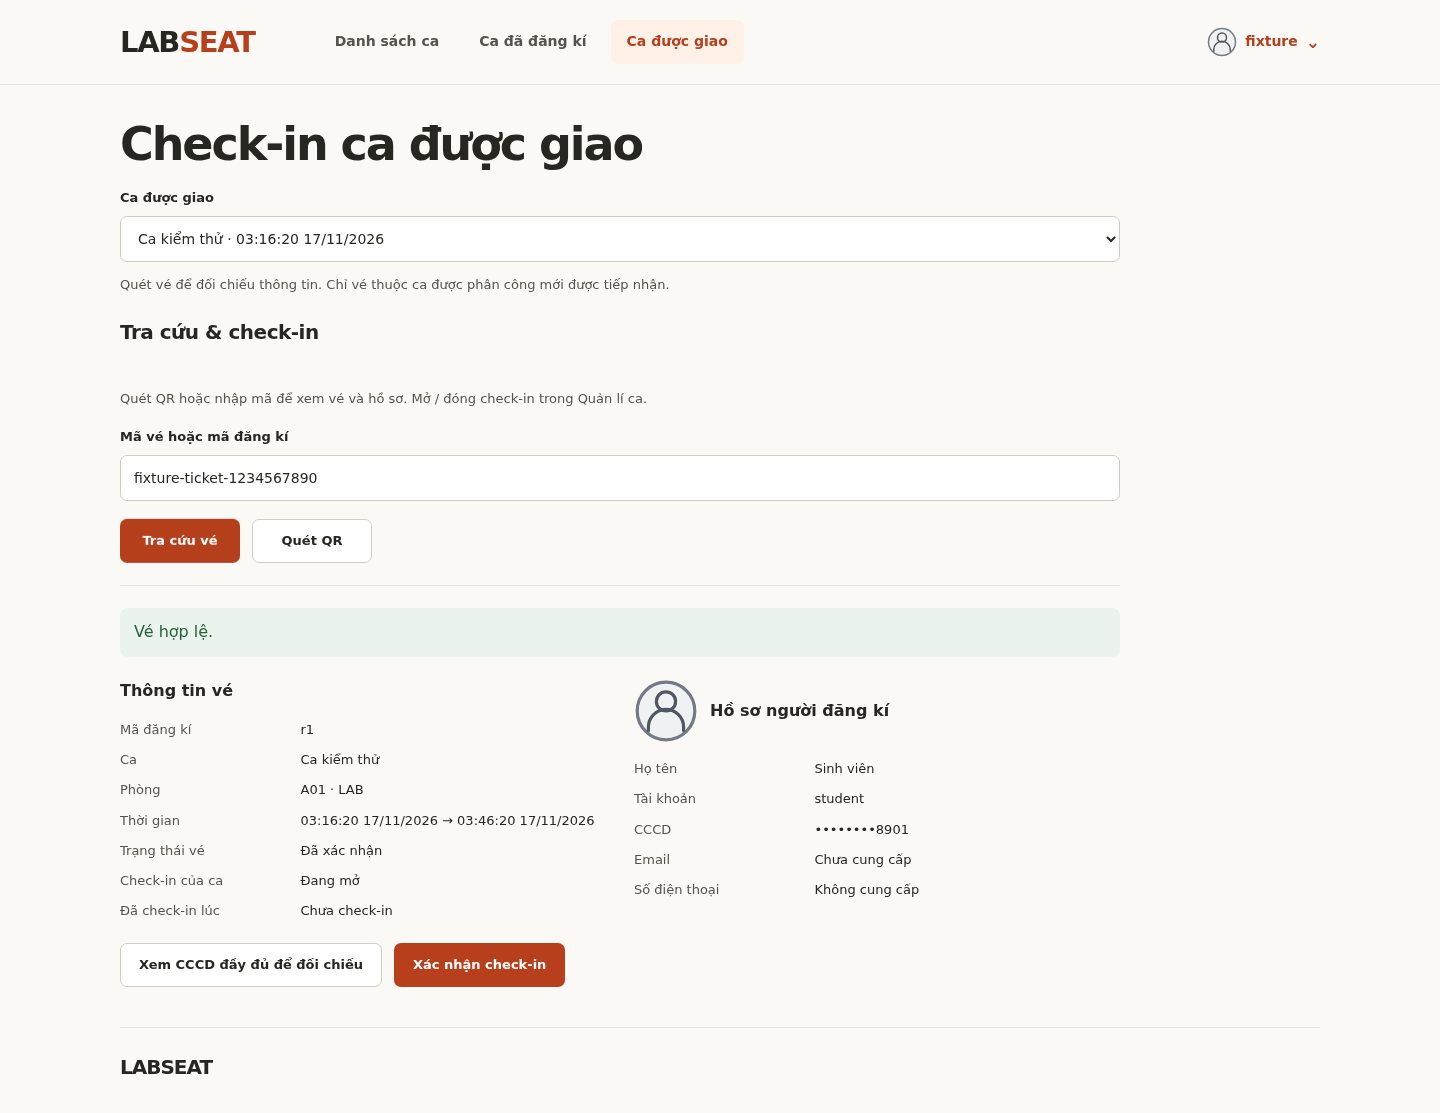 LABSEAT
Danh sách ca
Ca đã đăng kí
Ca được giao
fixture
Check-in ca được giao
Ca được giao
Ca kiểm thử · 03:16:20 17/11/2026
Quét vé để đối chiếu thông tin. Chỉ vé thuộc ca được phân công mới được tiếp nhận.
Tra cứu & check-in
Quét QR hoặc nhập mã để xem vé và hồ sơ. Mở / đóng check-in trong Quản lí ca.
Mã vé hoặc mã đăng kí
fixture-ticket-1234567890
Tra cứu vé
Quét QR
Vé hợp lệ.
Thông tin vé
Mã đăng kí r1
Ca Ca kiểm thử
Phòng A01 · LAB
Thời gian 03:16:20 17/11/2026 → 03:46:20 17/11/2026
Trạng thái vé Đã xác nhận
Check-in của ca Đang mở
Đã check-in lúc Chưa check-in
Hồ sơ người đăng kí
Họ tên Sinh viên
Tài khoản student
CCCD ••••••••8901
Email Chưa cung cấp
Số điện thoại Không cung cấp
Xem CCCD đầy đủ để đối chiếu
Xác nhận check-in
LABSEAT